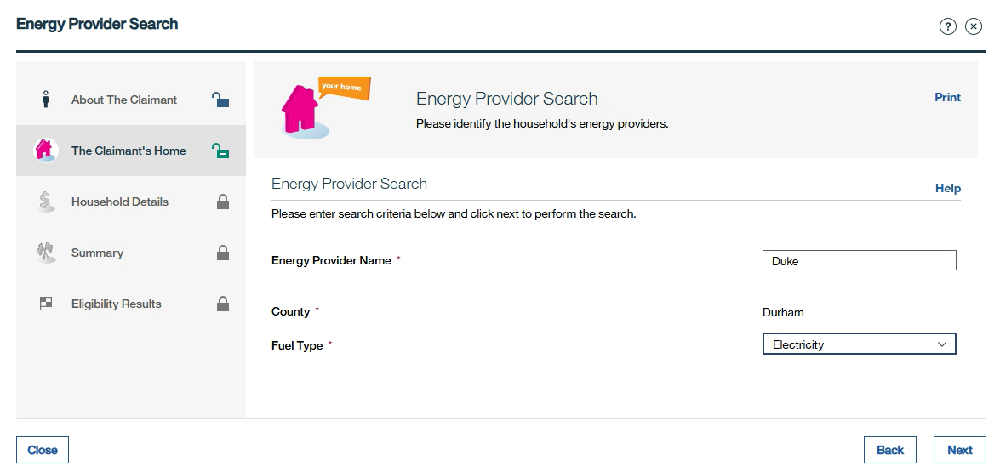 Energy Provider Search
?
About The Claimant
The Claimant's Home
Household Details
Summary
Eligibility Results
your home
Energy Provider Search
Print
Please identify the household's energy providers.
Energy Provider Search
Help
Please enter search criteria below and click next to perform the search.
Energy Provider Name *
Duke
County *
Durham
Fuel Type *
Electricity
Close
Back
Next